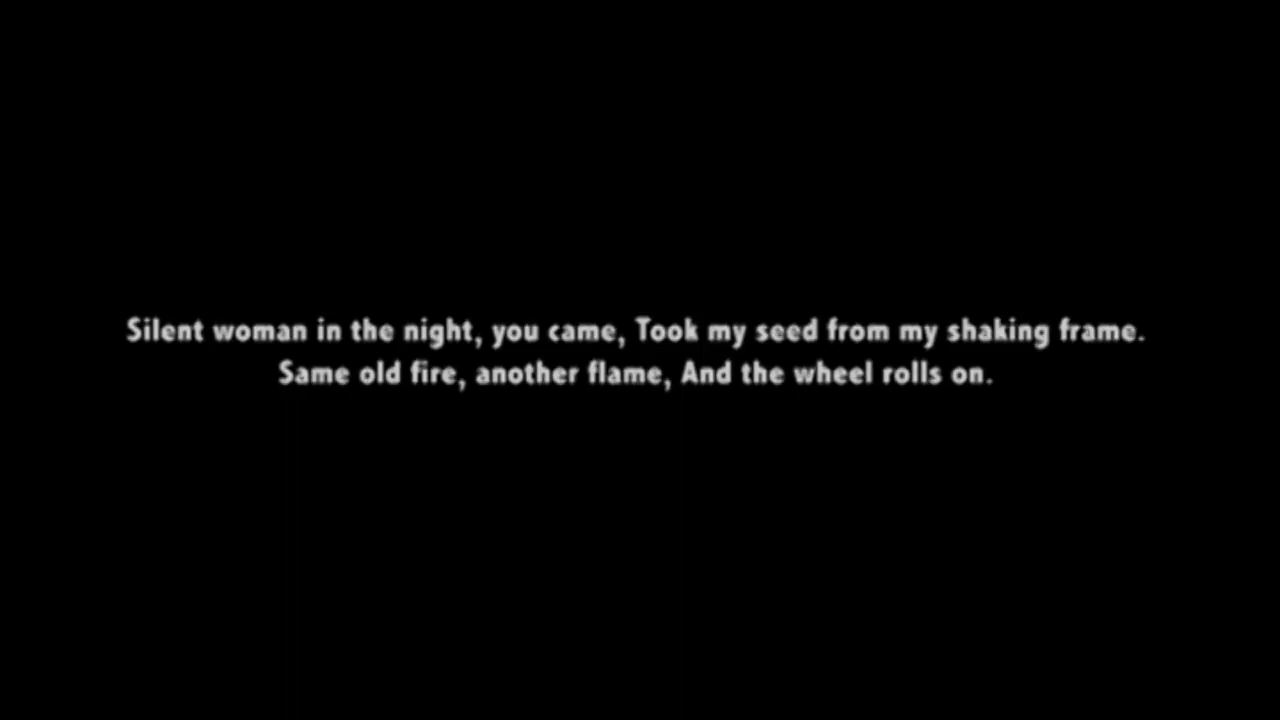 Silent woman in the night, you came, Took my seed from my shaking frame.
Same old fire, another flame, And the wheel rolls on.